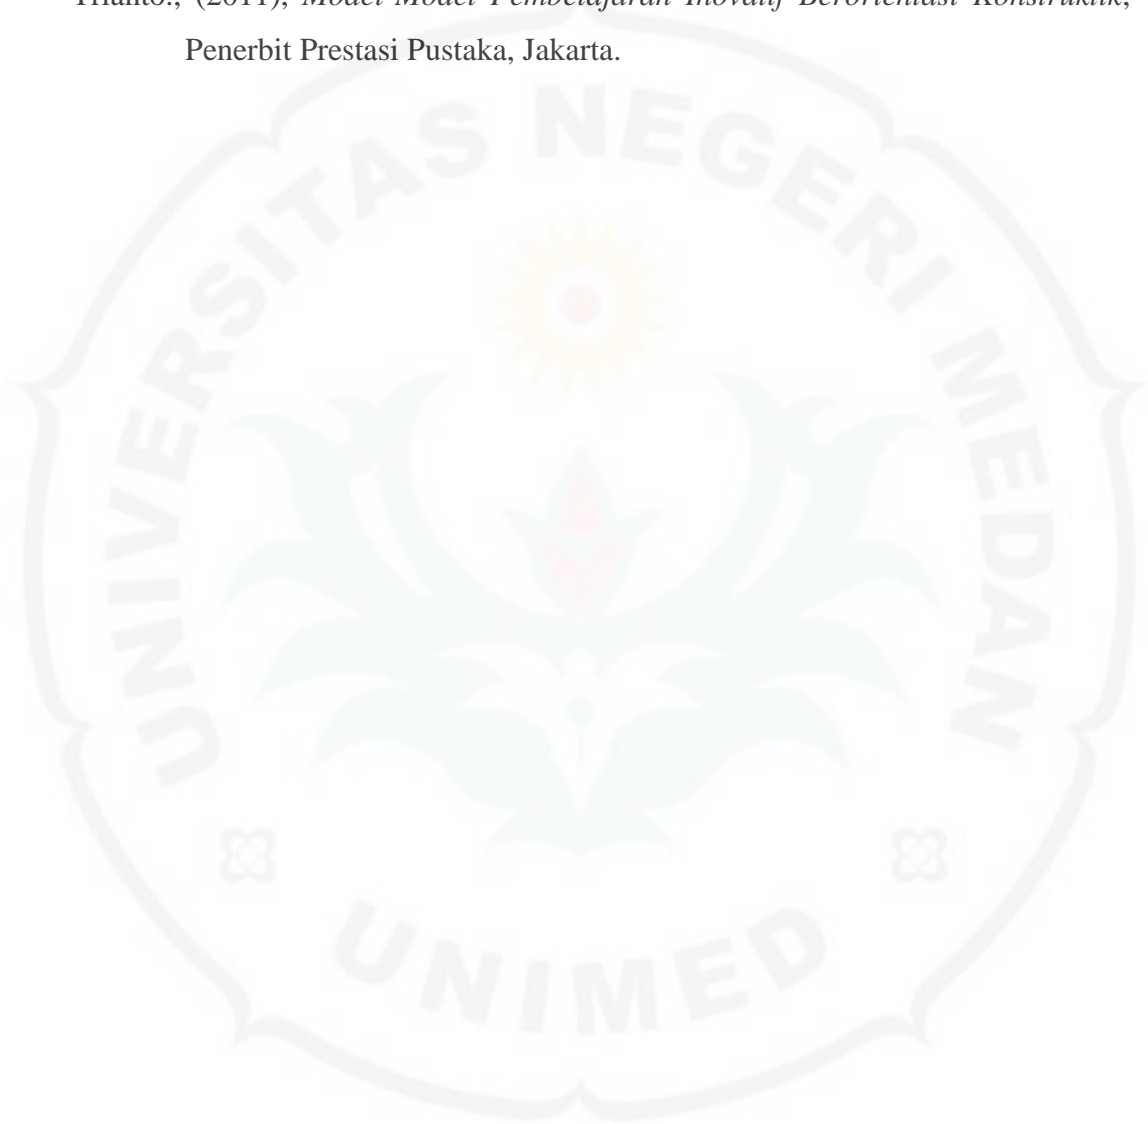 Trianto., (2011), Model-Model Pembelajaran Inovatif Berorientasi Konstruktik,
Penerbit Prestasi Pustaka, Jakarta.
UNIVERSITAS NEGERI MEDAN
UNIMED